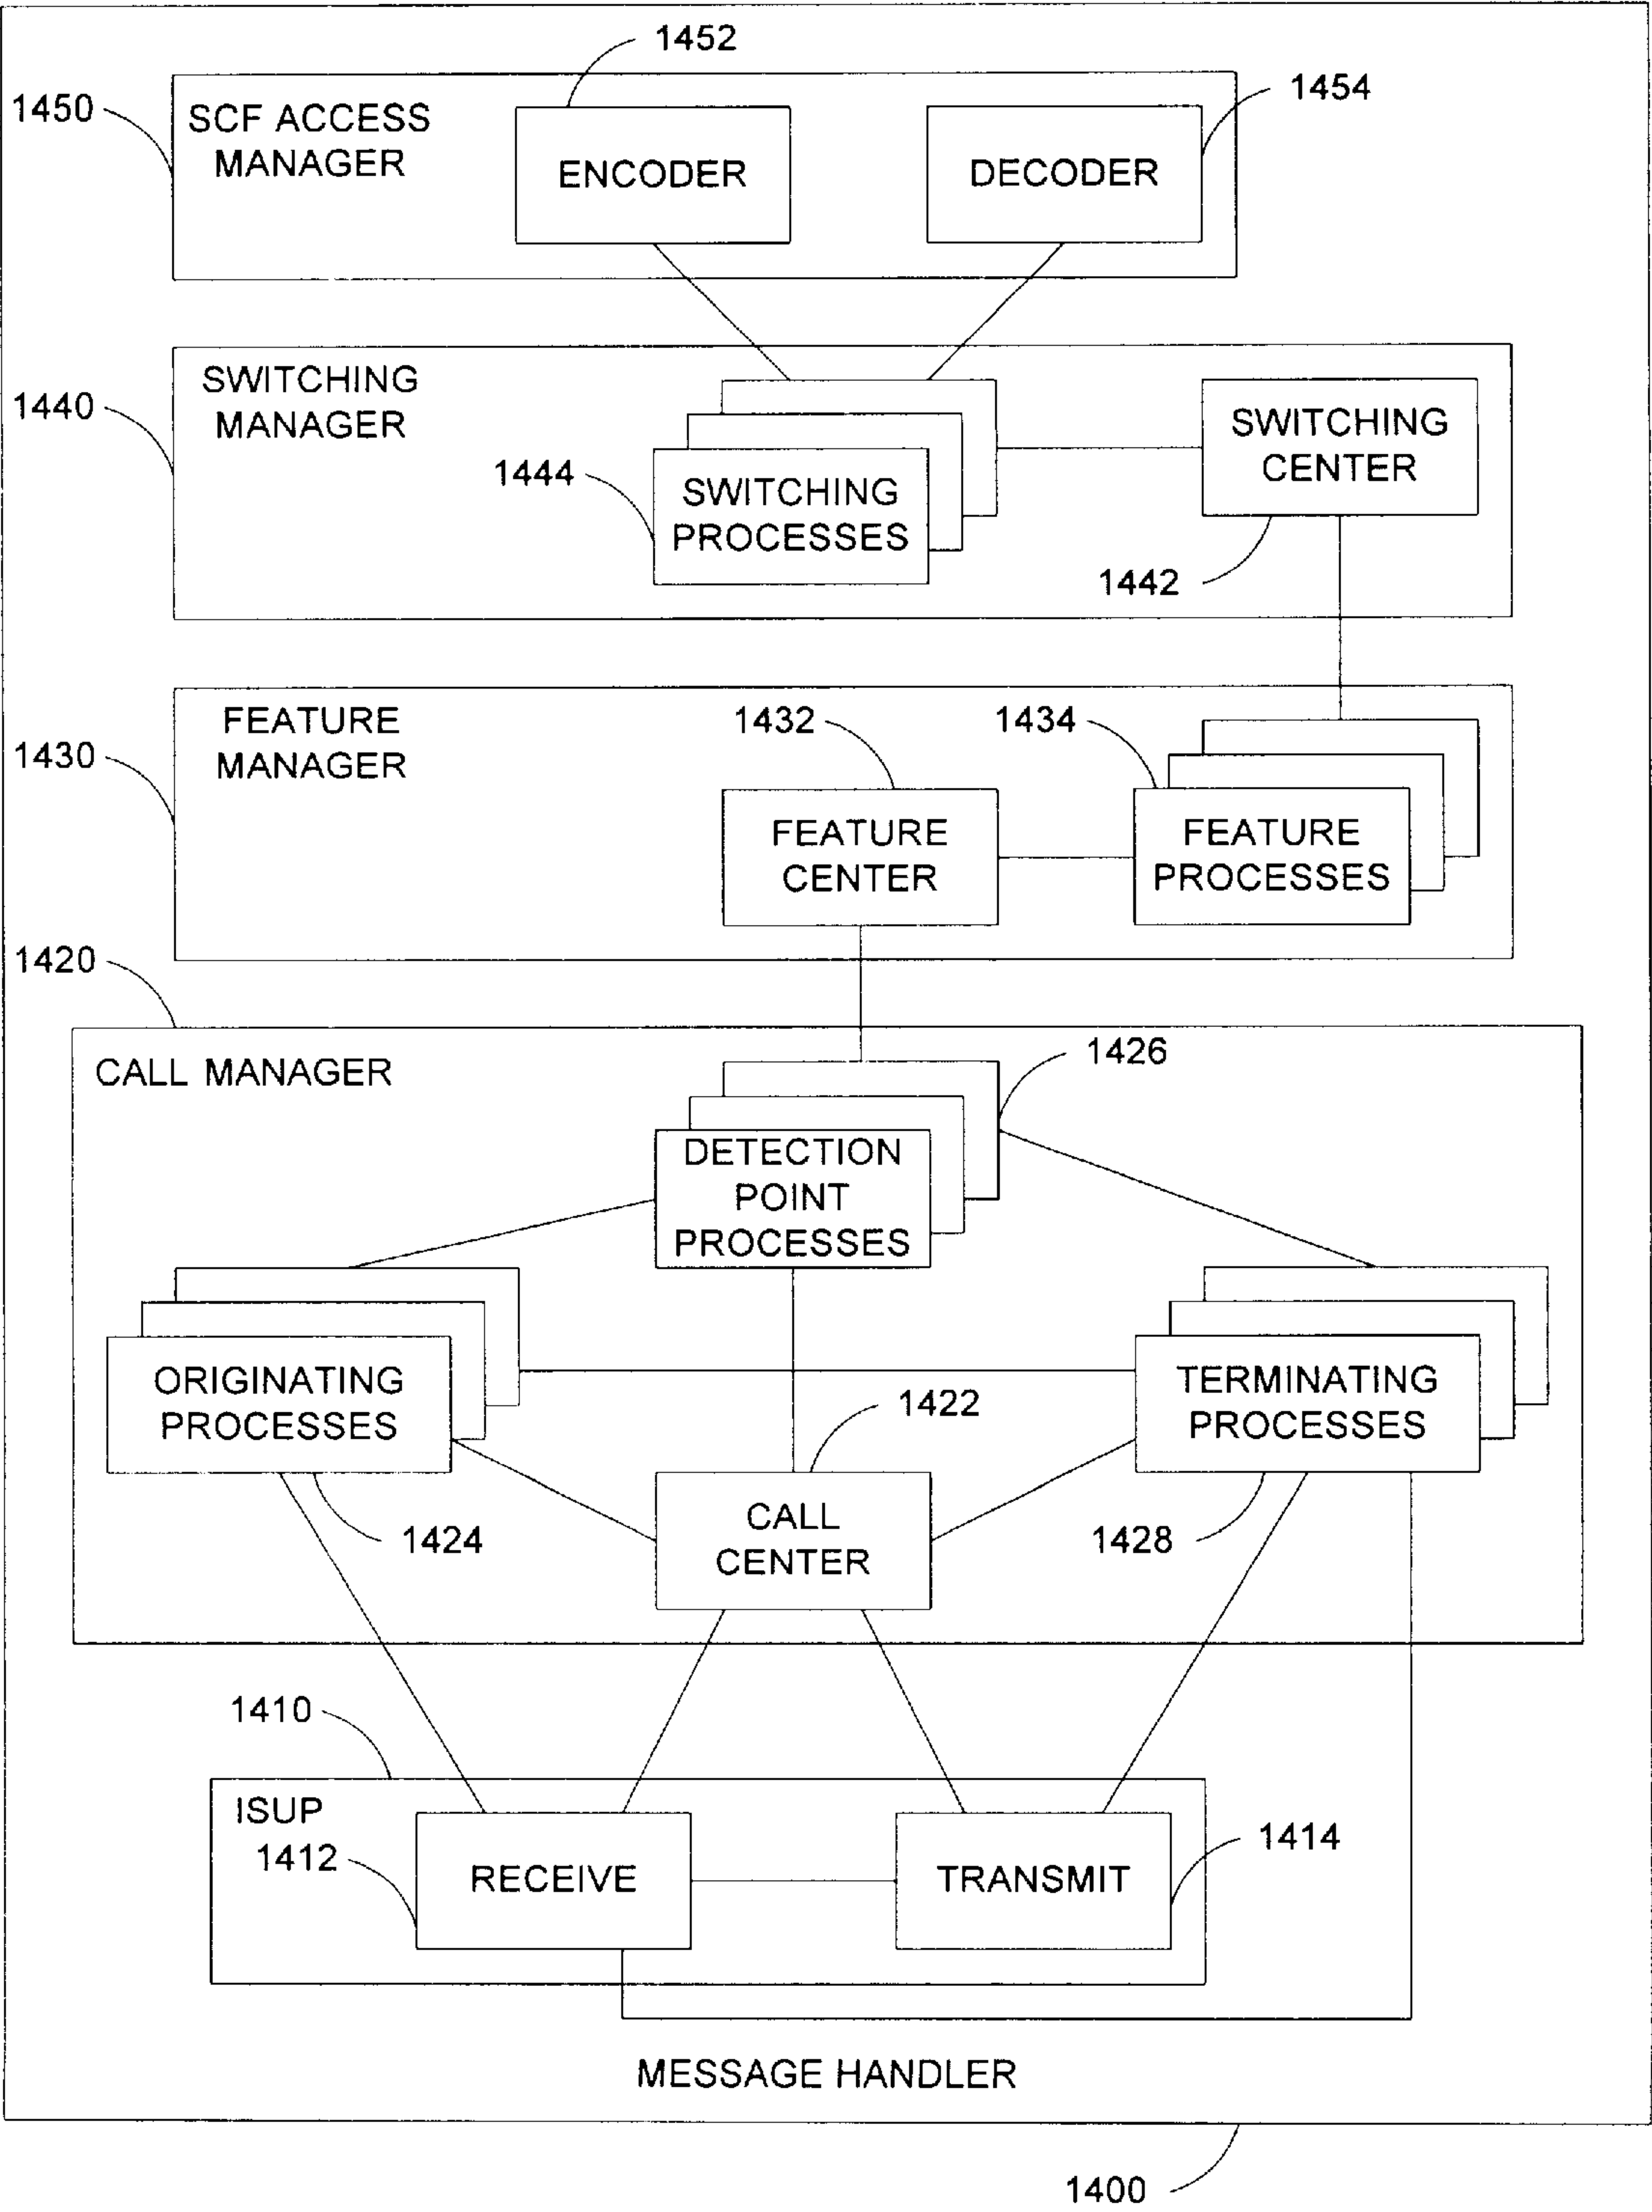 1452
1454
1450
SCF ACCESS
MANAGER
ENCODER
DECODER
1440
SWITCHING
MANAGER
SWITCHING
CENTER
1444
SWITCHING
PROCESSES
1442
1430
FEATURE
MANAGER
1432
1434
FEATURE
CENTER
FEATURE
PROCESSES
1420
CALL MANAGER
1426
DETECTION
POINT
PROCESSES
ORIGINATING
PROCESSES
TERMINATING
PROCESSES
1422
1424
CALL
CENTER
1428
1410
ISUP
1412
RECEIVE
TRANSMIT
1414
MESSAGE HANDLER
1400